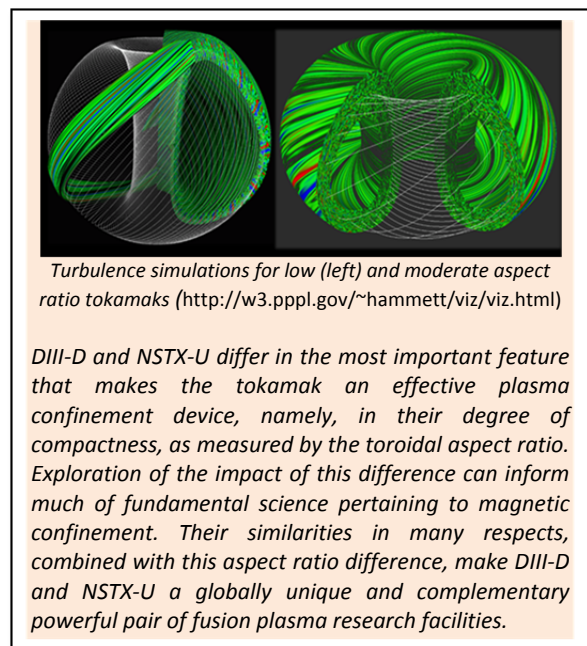 Turbulence simulations for low (left) and moderate aspect
ratio tokamaks (http://w3.pppl.gov/~hammett/viz/viz.html)
DIII-D and NSTX-U differ in the most important feature
that makes the tokamak an effective plasma
confinement device, namely, in their degree of
compactness, as measured by the toroidal aspect ratio.
Exploration of the impact of this difference can inform
much of fundamental science pertaining to magnetic
confinement. Their similarities in many respects,
combined with this aspect ratio difference, make DIII-D
and NSTX-U a globally unique and complementary
powerful pair of fusion plasma research facilities.